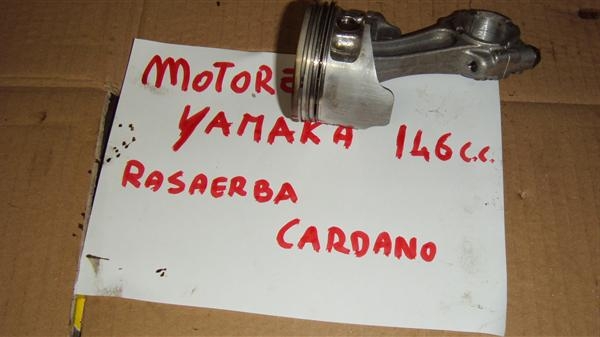 MOTORE
YAMAKA 146 c.c.
RASAERBA
CARDANO